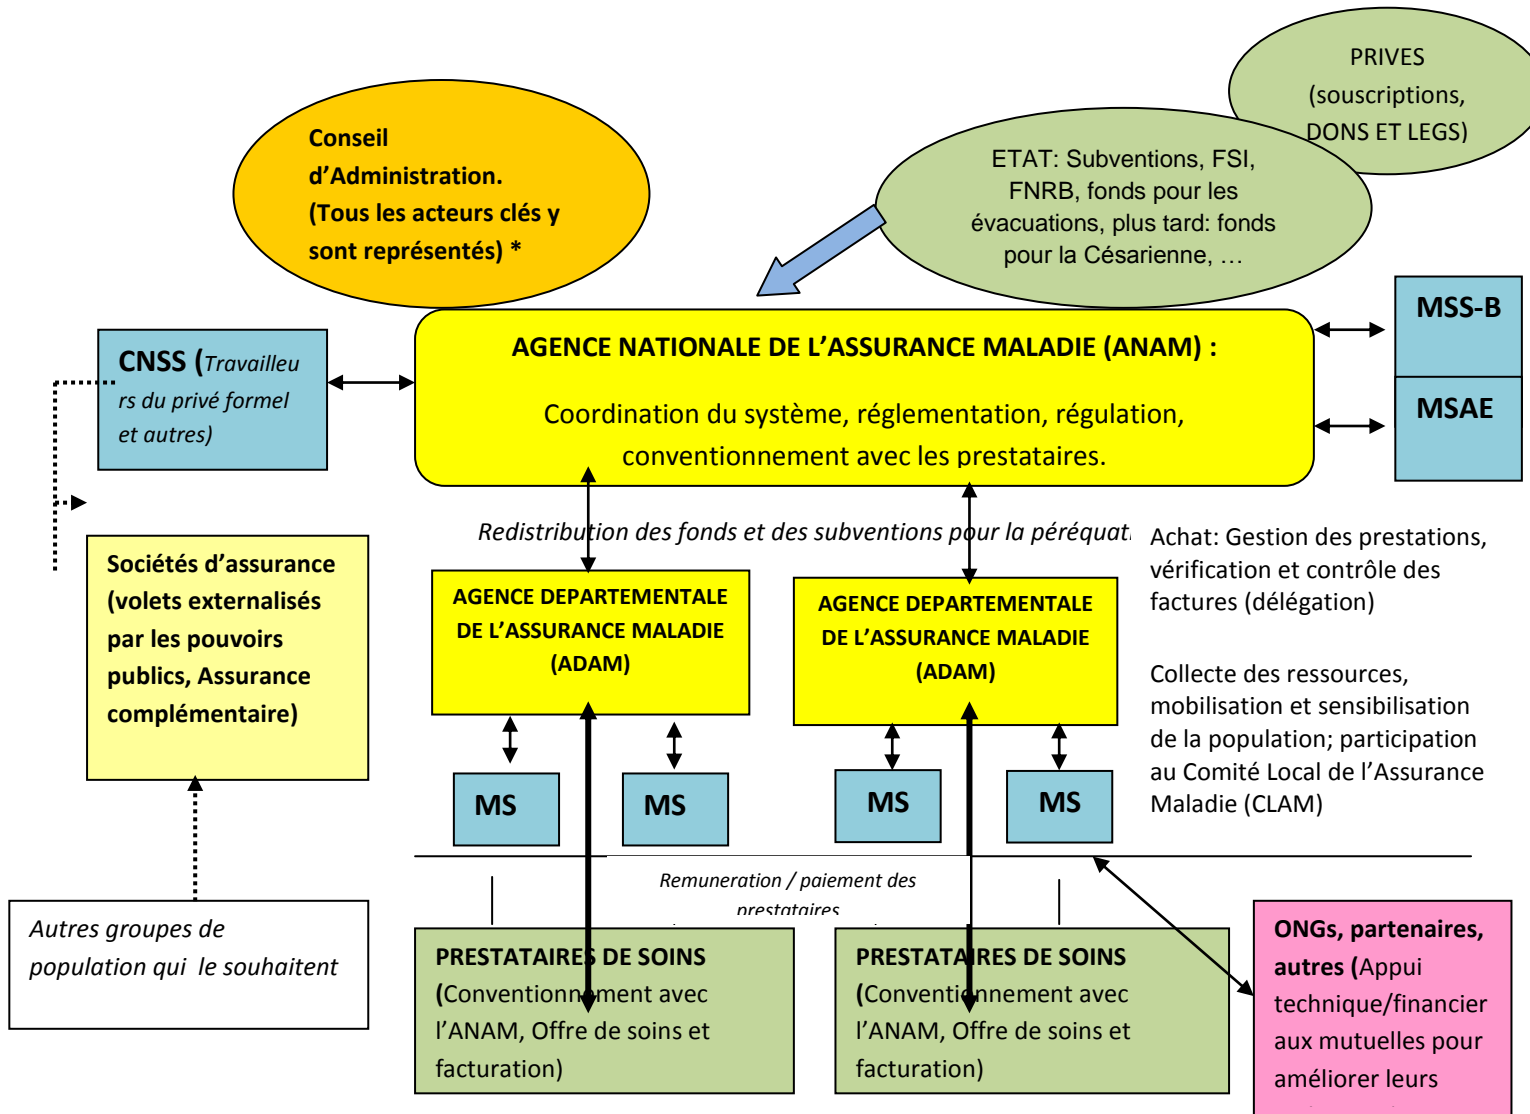 PRIVES
(souscriptions,
DONS ET LEGS)
Conseil
d’Administration.
(Tous les acteurs clés y
sont représentés) *
ETAT: Subventions, FSI,
FNRB, fonds pour les
évacuations, plus tard: fonds
pour la Césarienne, …
AGENCE NATIONALE DE L’ASSURANCE MALADIE (ANAM) :
Coordination du système, réglementation, régulation,
conventionnement avec les prestataires.
MSS-B
MSAE
CNSS (Travailleu
rs du privé formel
et autres)
Redistribution des fonds et des subventions pour la péréquati
Sociétés d’assurance
(volets externalisés
par les pouvoirs
publics, Assurance
complémentaire)
AGENCE DEPARTEMENTALE
DE L’ASSURANCE MALADIE
(ADAM)
AGENCE DEPARTEMENTALE
DE L’ASSURANCE MALADIE
(ADAM)
Achat: Gestion des prestations,
vérification et contrôle des
factures (délégation)
Collecte des ressources,
mobilisation et sensibilisation
de la population; participation
au Comité Local de l’Assurance
Maladie (CLAM)
MS
MS
MS
MS
Remuneration / paiement des
prestataires
Autres groupes de
population qui le souhaitent
PRESTATAIRES DE SOINS
(Conventionnement avec
l’ANAM, Offre de soins et
facturation)
PRESTATAIRES DE SOINS
(Conventionnement avec
l’ANAM, Offre de soins et
facturation)
ONGs, partenaires,
autres (Appui
technique/financier
aux mutuelles pour
améliorer leurs